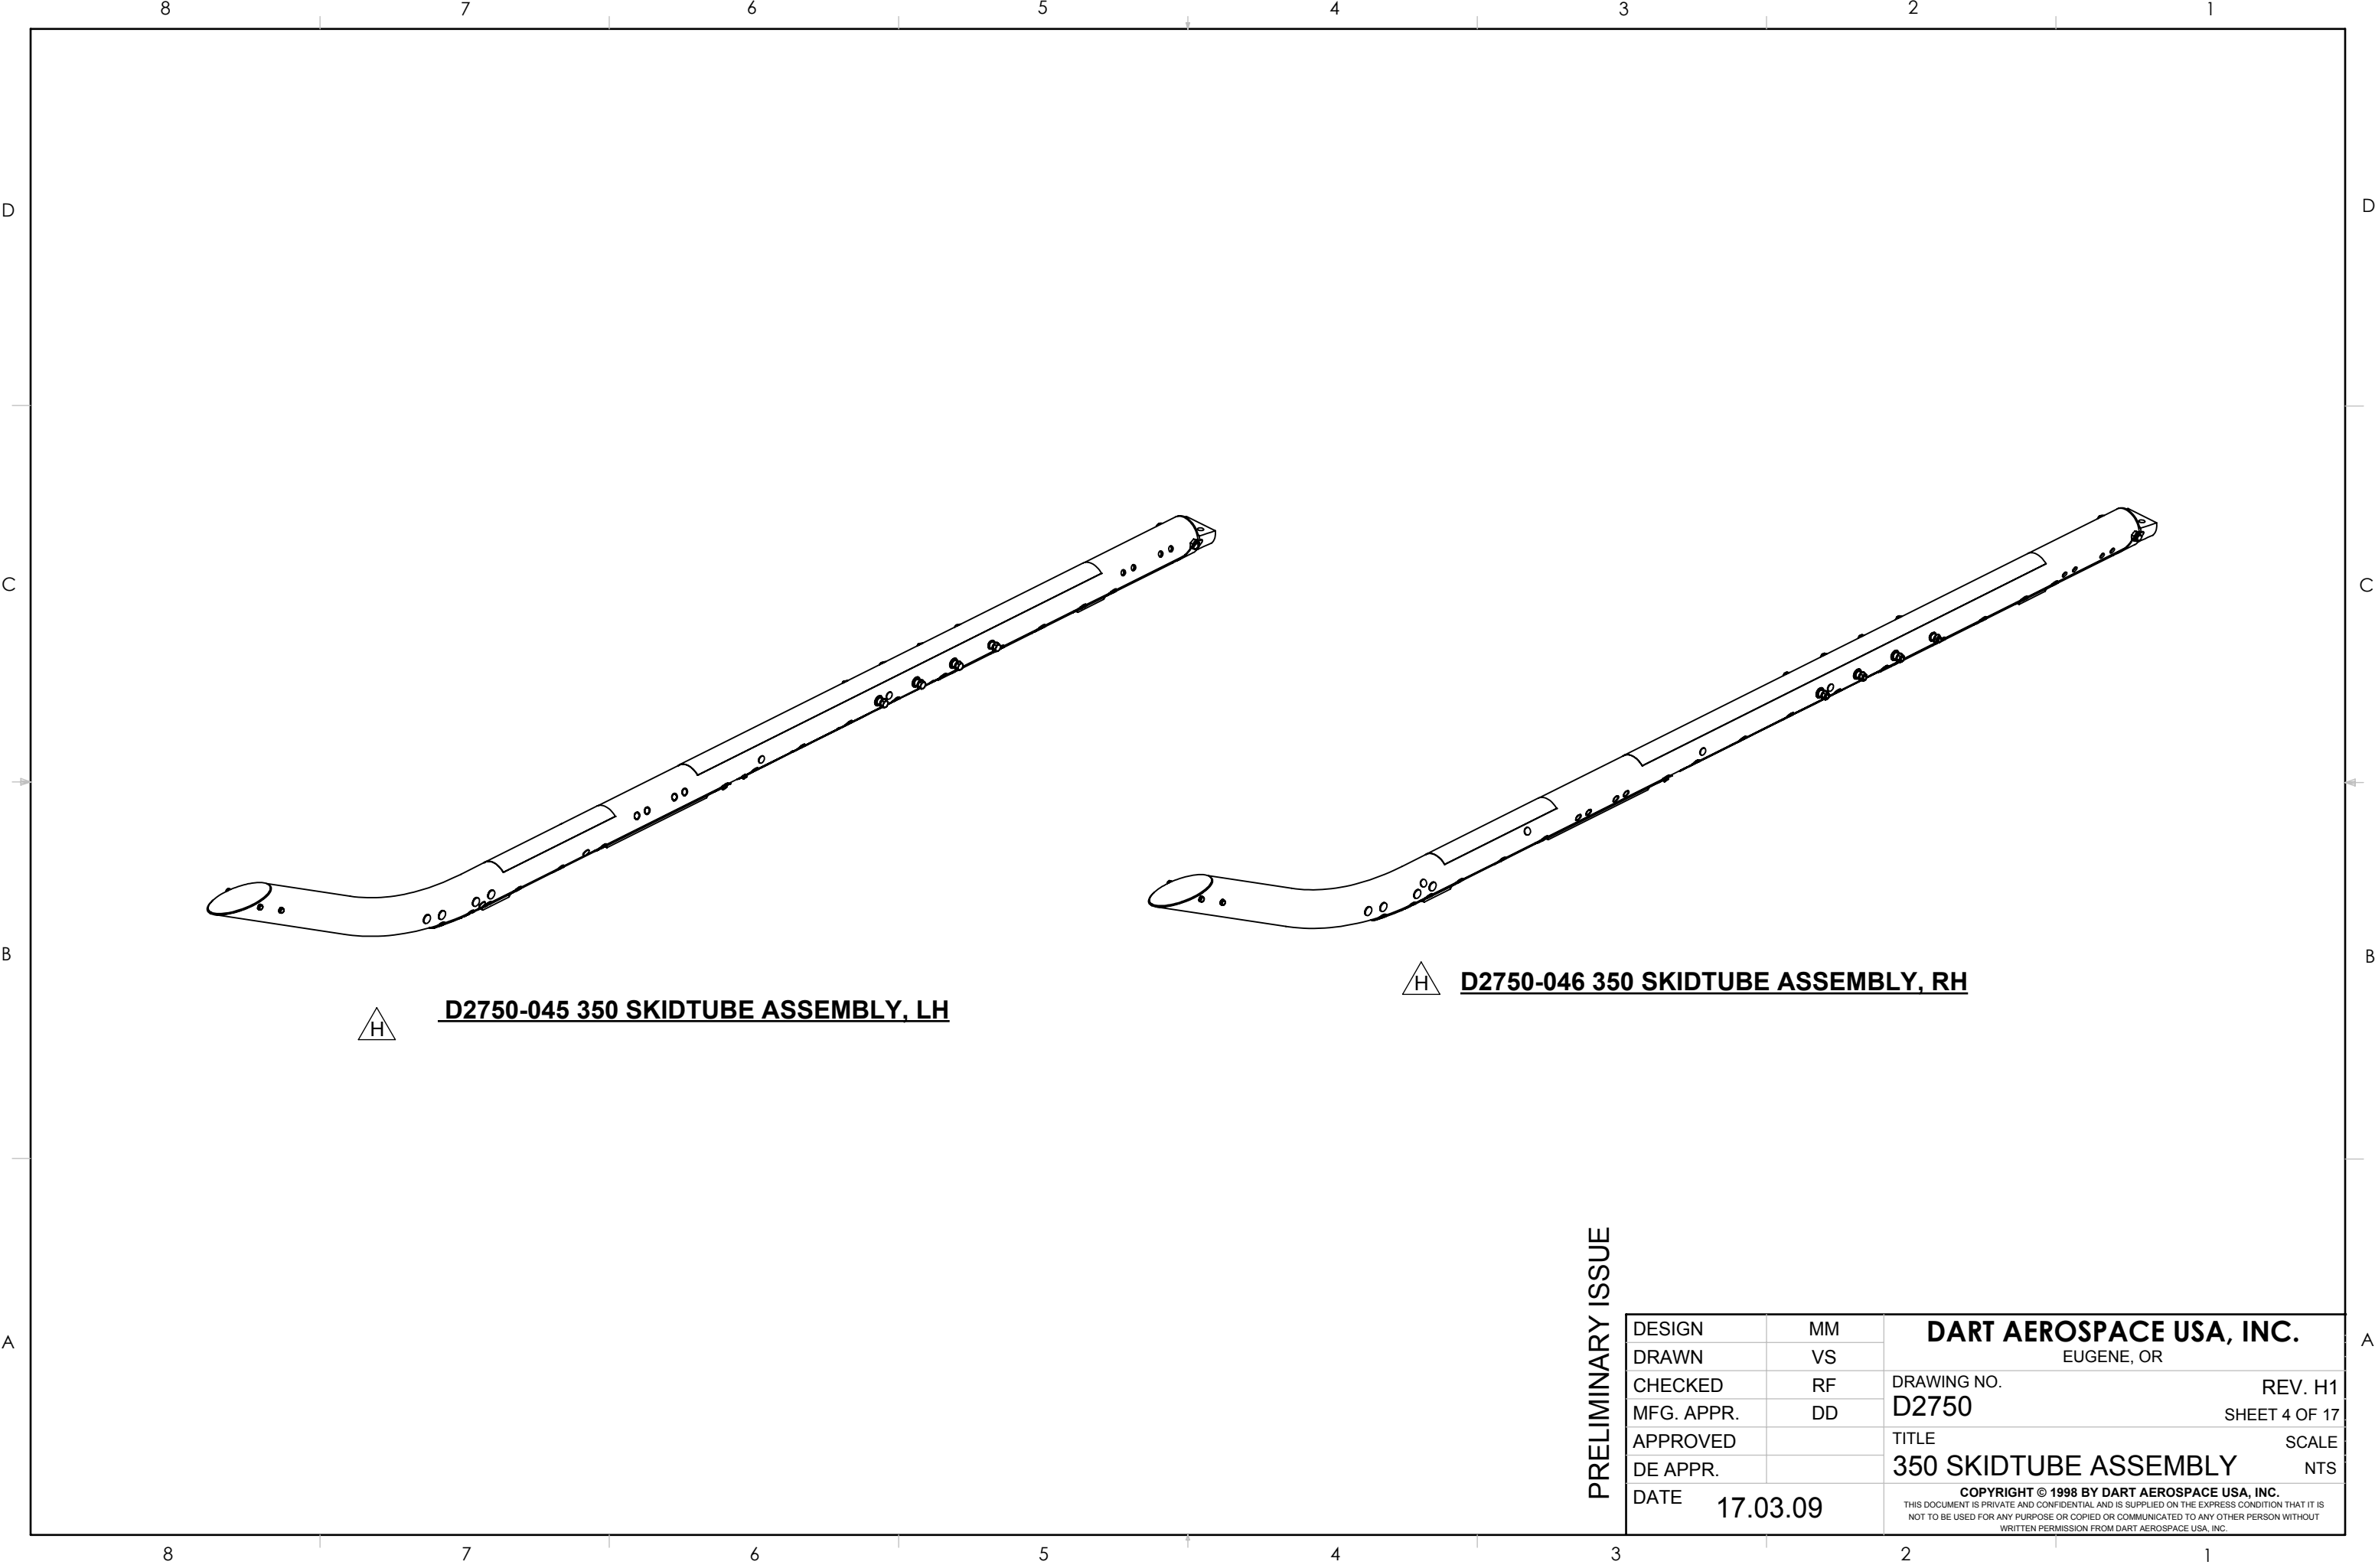 8 7 6 5 4 3 2 1
D D
C C
H D2750-046 350 SKIDTUBE ASSEMBLY, RH
B B
H D2750-045 350 SKIDTUBE ASSEMBLY, LH
PRELIMINARY ISSUE
A A
DESIGN MM
DRAWN VS
CHECKED RF
MFG. APPR. DD
APPROVED
DE APPR.
DATE 17.03.09
DART AEROSPACE USA, INC.
EUGENE, OR
DRAWING NO. REV. H1
D2750 SHEET 4 OF 17
TITLE SCALE
350 SKIDTUBE ASSEMBLY NTS
COPYRIGHT © 1998 BY DART AEROSPACE USA, INC.
THIS DOCUMENT IS PRIVATE AND CONFIDENTIAL AND IS SUPPLIED ON THE EXPRESS CONDITION THAT IT IS
NOT TO BE USED FOR ANY PURPOSE OR COPIED OR COMMUNICATED TO ANY OTHER PERSON WITHOUT
WRITTEN PERMISSION FROM DART AEROSPACE USA, INC.
8 7 6 5 4 3 2 1